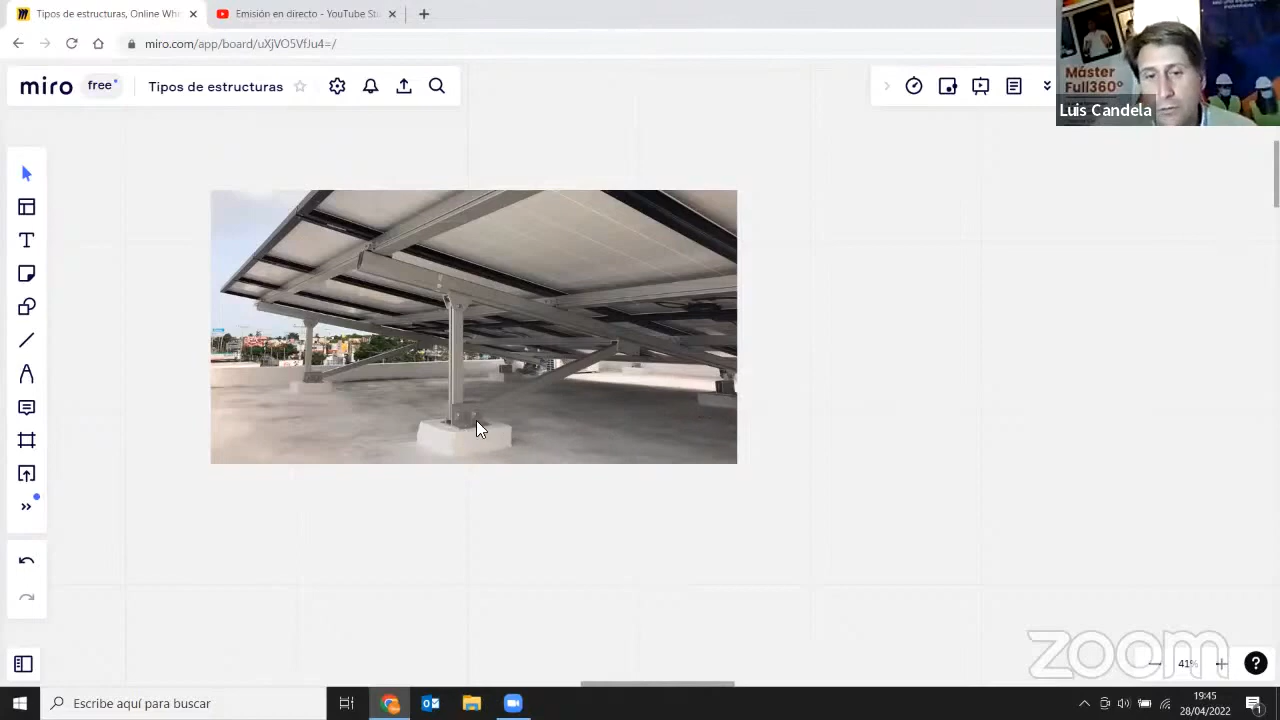 Tipos de estructuras, Online Wh
Emisión en directo - YouTube St
miro.com/app/board/uXjVO5VfJu4=/
miro
free
Tipos de estructuras
Máster
Full360°
Luis Candela
zoom
41%
?
Escribe aquí para buscar
19:45
28/04/2022
1